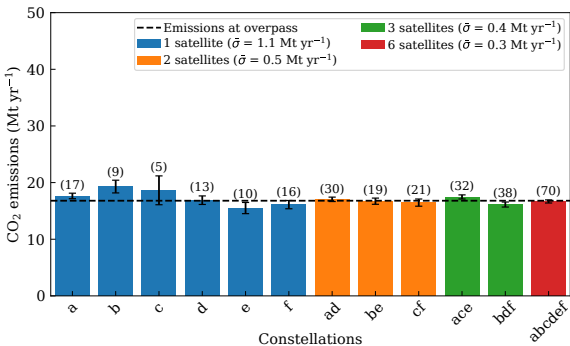 50
40
30
20
10
0
CO₂ emissions (Mt yr⁻¹)
Emissions at overpass
1 satellite (σ̄ = 1.1 Mt yr⁻¹)
2 satellites (σ̄ = 0.5 Mt yr⁻¹)
3 satellites (σ̄ = 0.4 Mt yr⁻¹)
6 satellites (σ̄ = 0.3 Mt yr⁻¹)
(17) (9) (5) (13) (10) (16) (30) (19) (21) (32) (38) (70)
a b c d e f ad be cf ace bdf abcdef
Constellations